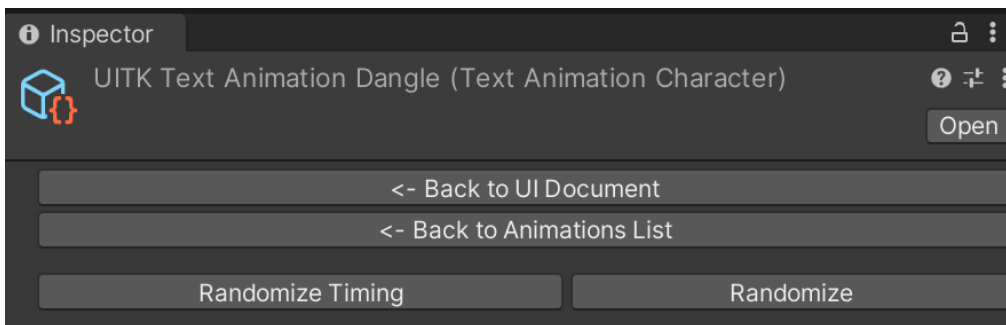 Inspector
UITK Text Animation Dangle (Text Animation Character)
Open
<- Back to UI Document
<- Back to Animations List
Randomize Timing
Randomize